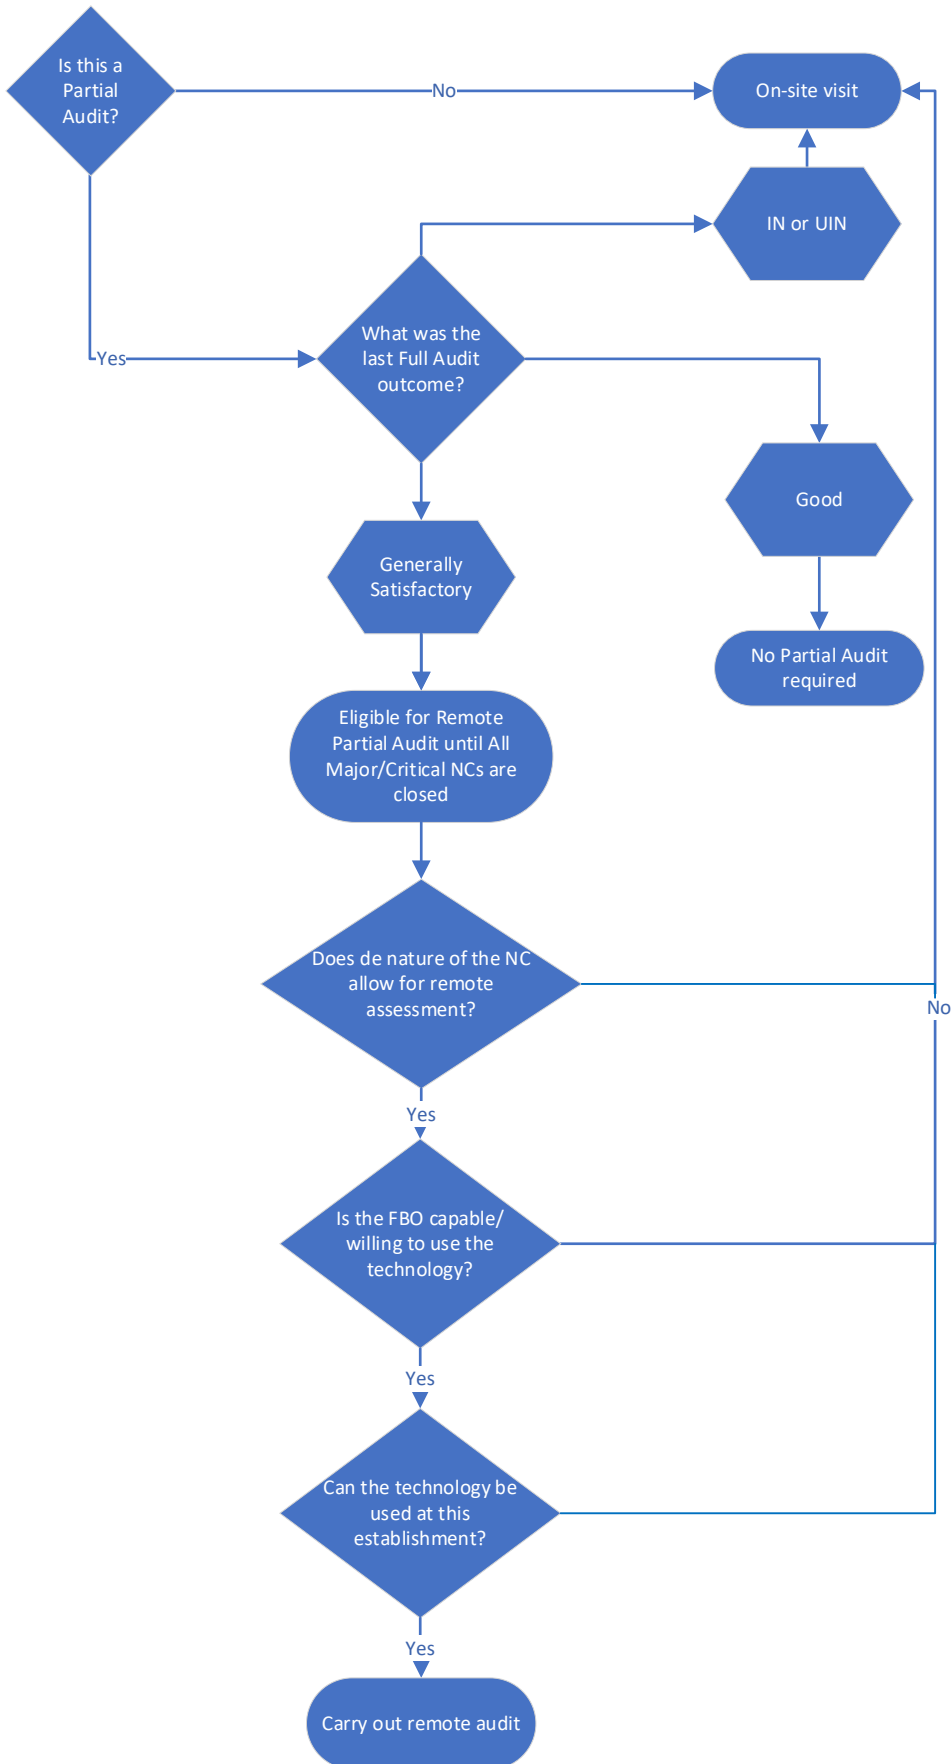 Is this a
Partial
Audit?
No
On-site visit
IN or UIN
Yes
What was the
last Full Audit
outcome?
Good
Generally
Satisfactory
No Partial Audit
required
Eligible for Remote
Partial Audit until All
Major/Critical NCs are
closed
Does de nature of the NC
allow for remote
assessment?
No
Yes
Is the FBO capable/
willing to use the
technology?
Yes
Can the technology be
used at this
establishment?
Yes
Carry out remote audit